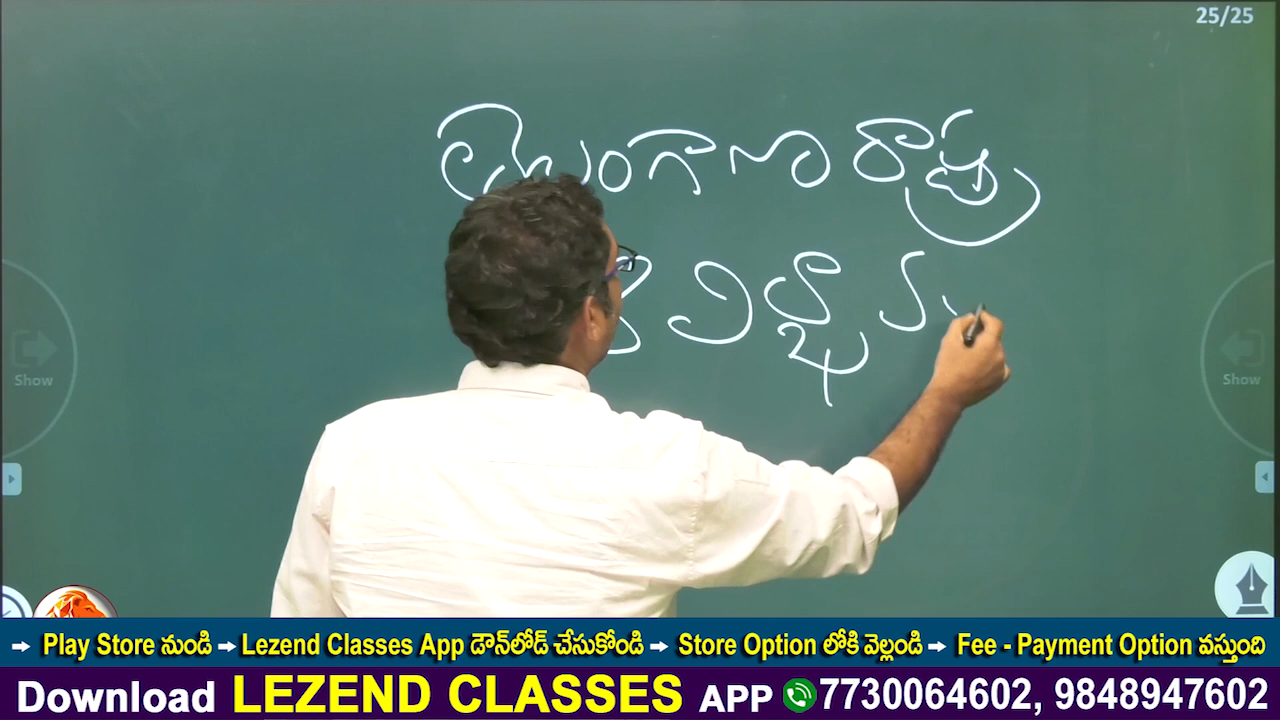 25/25
తెలంగాణ రాష్ట్ర
Show
Show
➞ Play Store నుండి ➞ Lezend Classes App డౌన్‌లోడ్ చేసుకోండి ➞ Store Option లోకి వెల్లండి ➞ Fee - Payment Option వస్తుంది
Download LEZEND CLASSES APP 7730064602, 9848947602